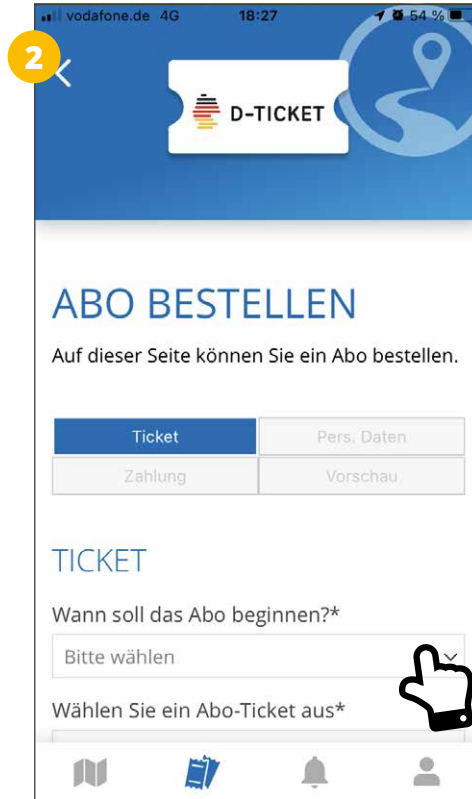 vodafone.de 4G 18:27 54 %
2
D-TICKET
ABO BESTELLEN
Auf dieser Seite können Sie ein Abo bestellen.
Ticket Pers. Daten
Zahlung Vorschau
TICKET
Wann soll das Abo beginnen?*
Bitte wählen
Wählen Sie ein Abo-Ticket aus*